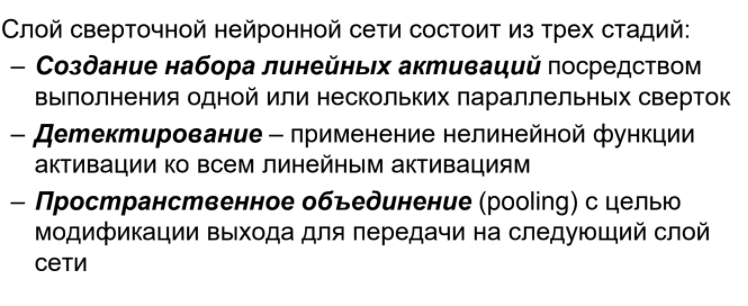 Слой сверточной нейронной сети состоит из трех стадий:
– Создание набора линейных активаций посредством
выполнения одной или нескольких параллельных сверток
– Детектирование – применение нелинейной функции
активации ко всем линейным активациям
– Пространственное объединение (pooling) с целью
модификации выхода для передачи на следующий слой
сети